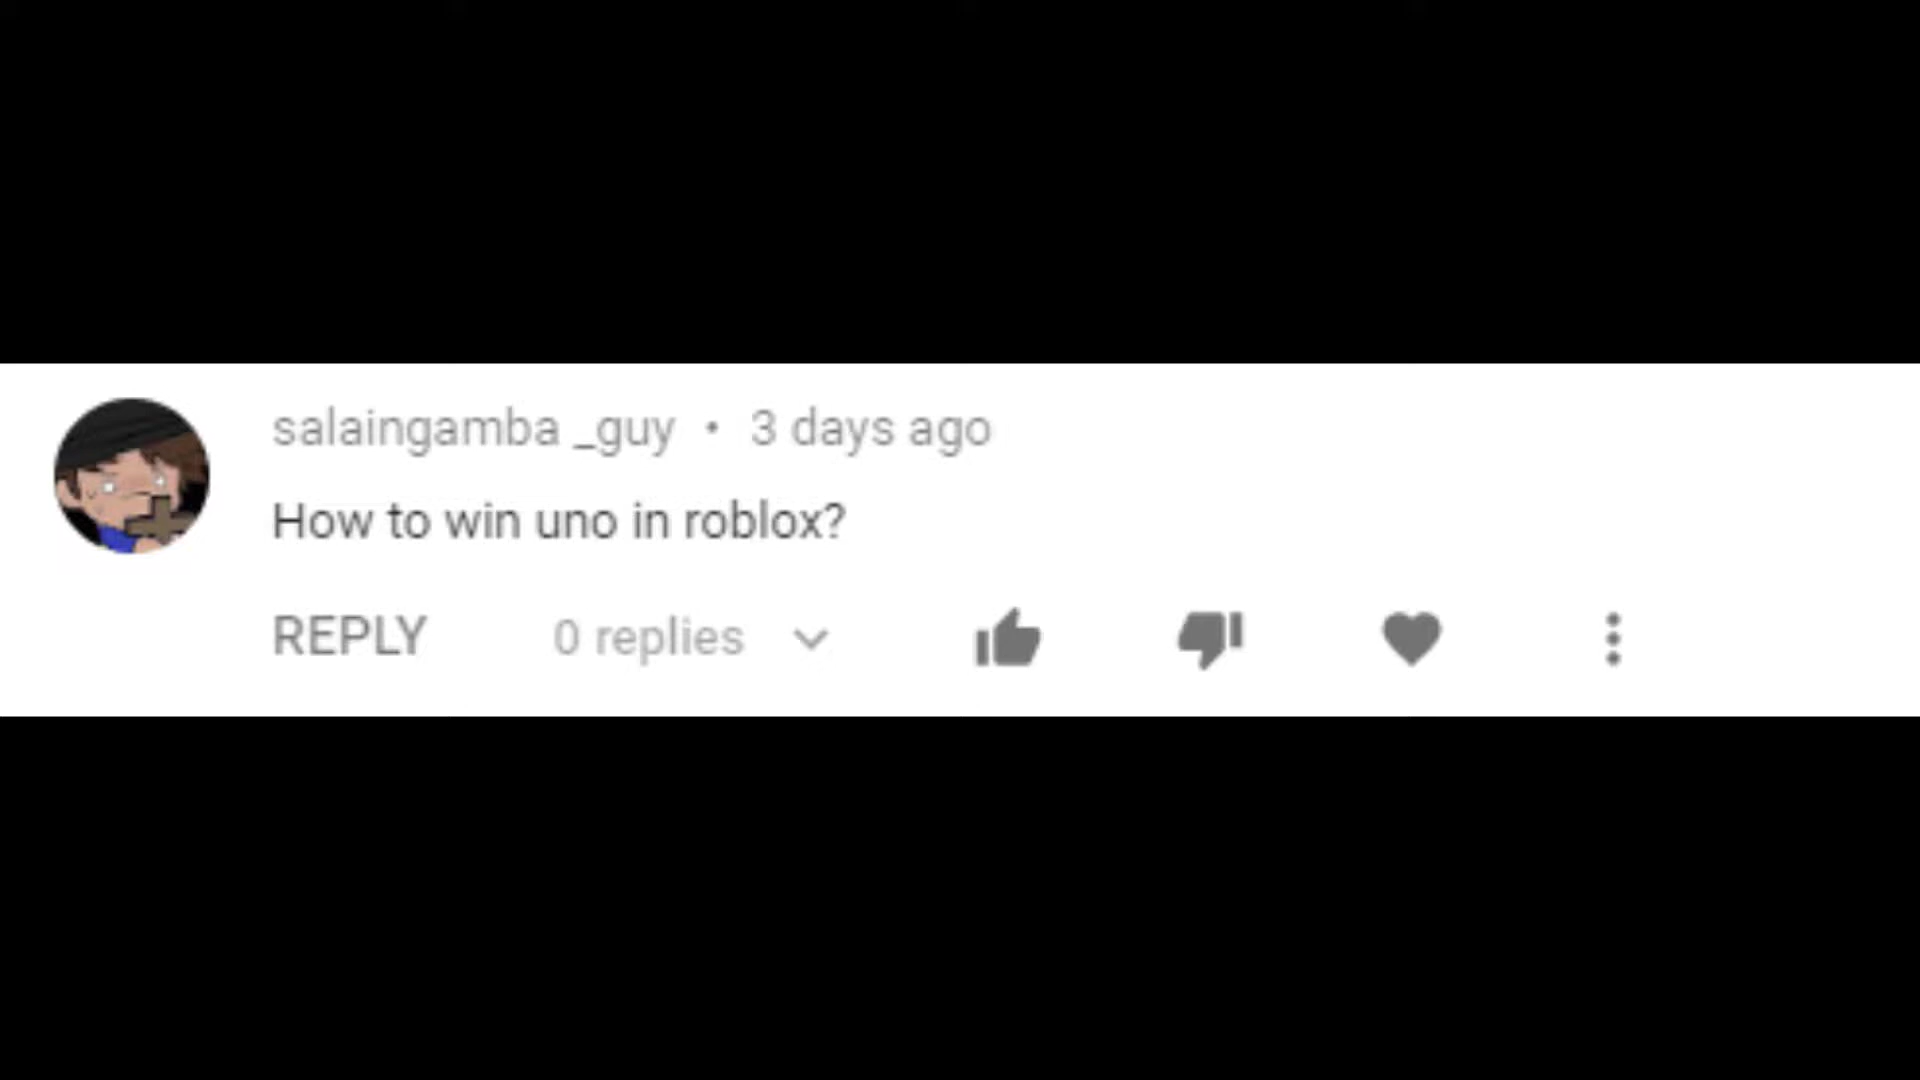 salaingamba _guy • 3 days ago
How to win uno in roblox?
REPLY 0 replies